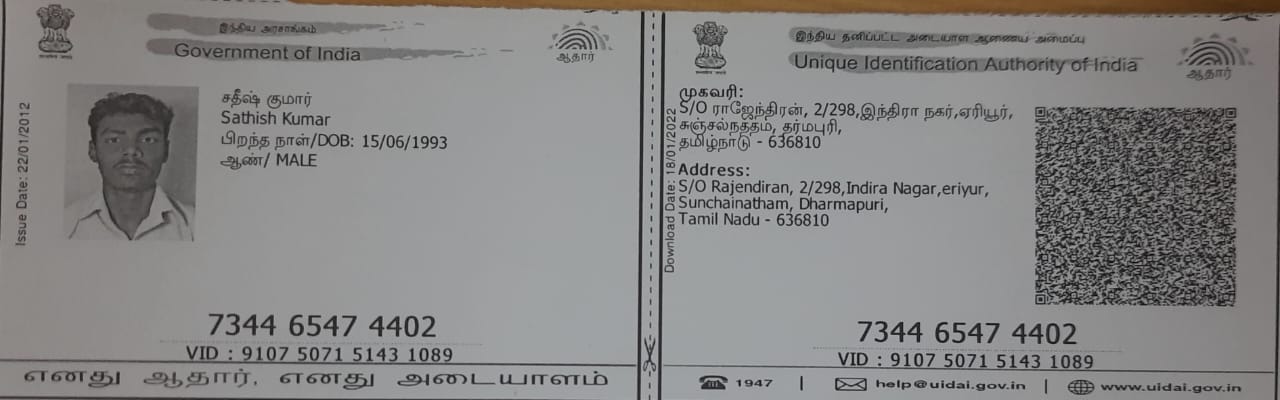 இந்திய அரசாங்கம்
Government of India
ஆதார்
Issue Date: 22/01/2012
சதீஷ் குமார்
Sathish Kumar
பிறந்த நாள்/DOB: 15/06/1993
ஆண்/ MALE
7344 6547 4402
VID : 9107 5071 5143 1089
எனது ஆதார், எனது அடையாளம்
இந்திய தனிப்பட்ட அடையாள ஆணைய அமைப்பு
Unique Identification Authority of India
ஆதார்
Download Date: 18/01/2022
முகவரி:
S/O ராஜேந்திரன், 2/298,இந்திரா நகர்,ஏரியூர்,
சுஞ்சல்நத்தம், தர்மபுரி,
தமிழ்நாடு - 636810
Address:
S/O Rajendiran, 2/298,Indira Nagar,eriyur,
Sunchainatham, Dharmapuri,
Tamil Nadu - 636810
7344 6547 4402
VID : 9107 5071 5143 1089
1947 | help@uidai.gov.in | www.uidai.gov.in